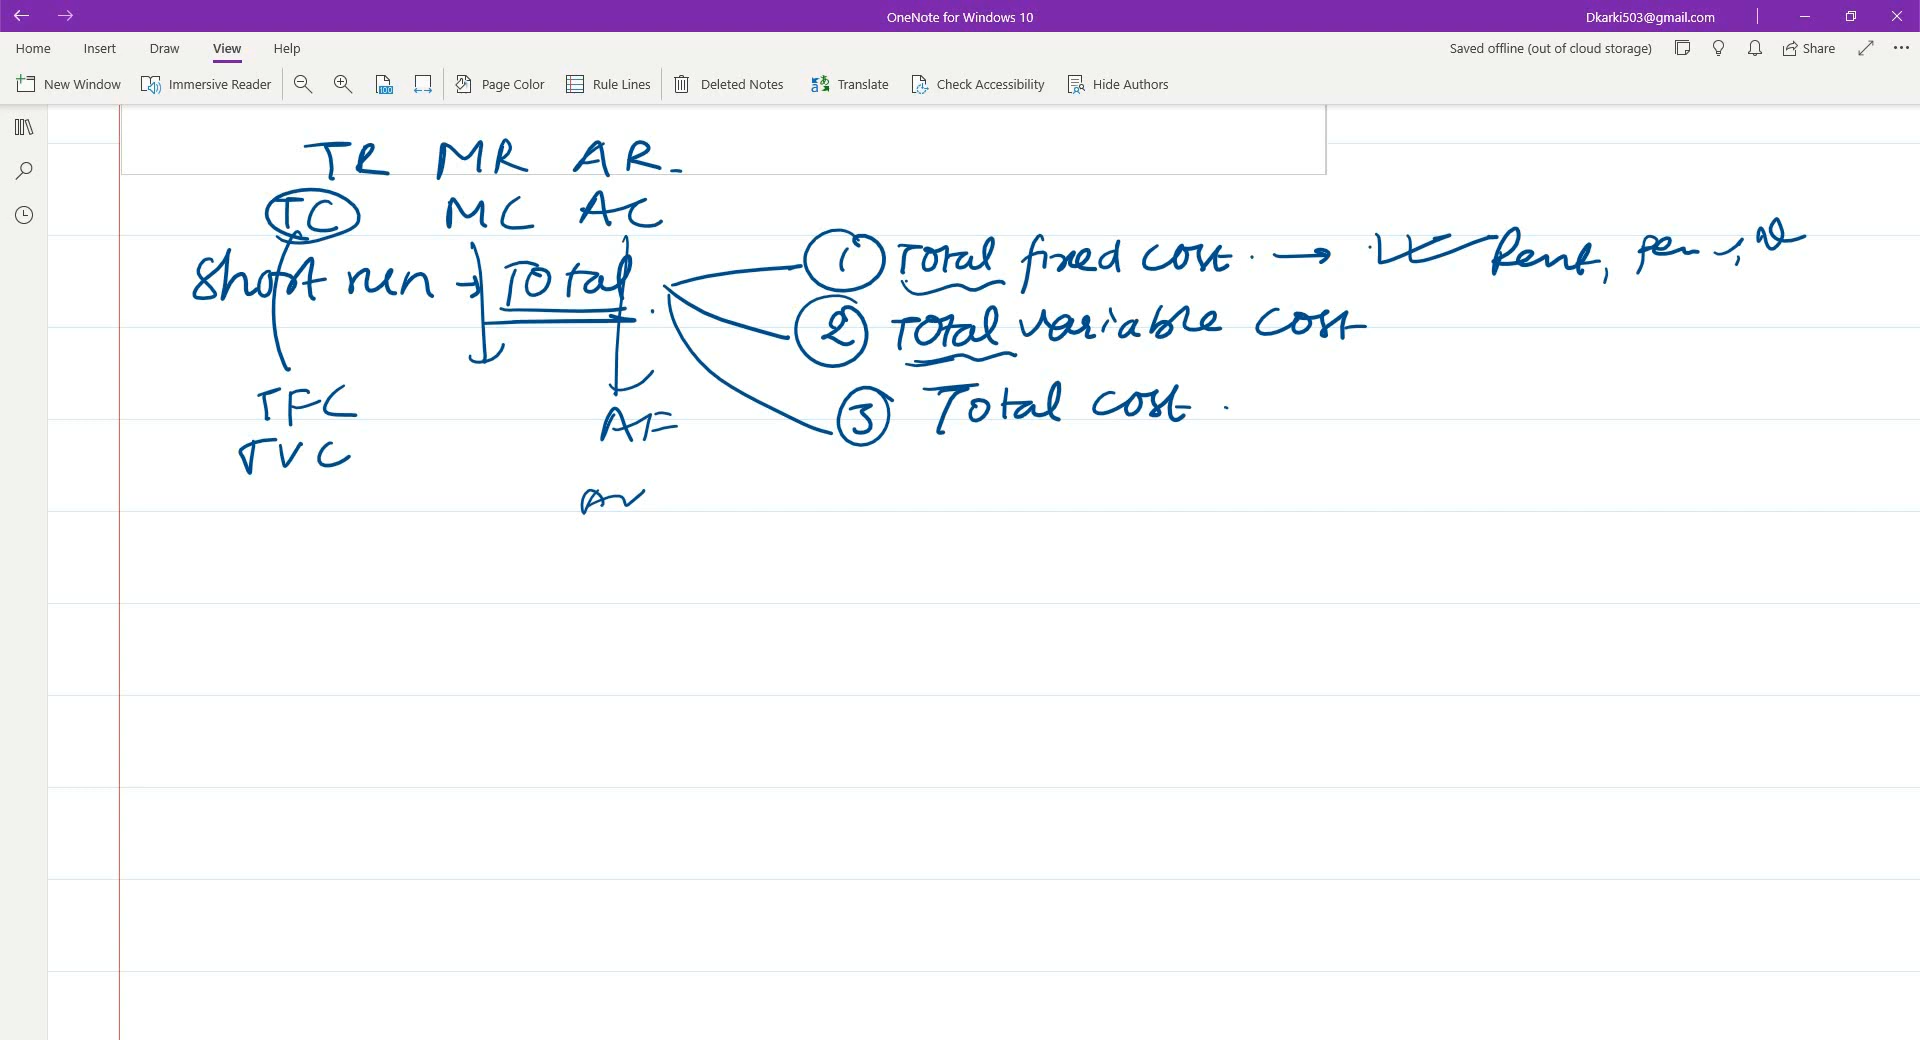 OneNote for Windows 10
Dkarki503@gmail.com
Home Insert Draw View Help
Saved offline (out of cloud storage)
Share
New Window Immersive Reader Page Color Rule Lines Deleted Notes Translate Check Accessibility Hide Authors
TR MR AR
TC MC AC
Short run → Total
① Total fixed cost → Rent,
② Total variable cost
③ Total cost
TFC
TVC
AF